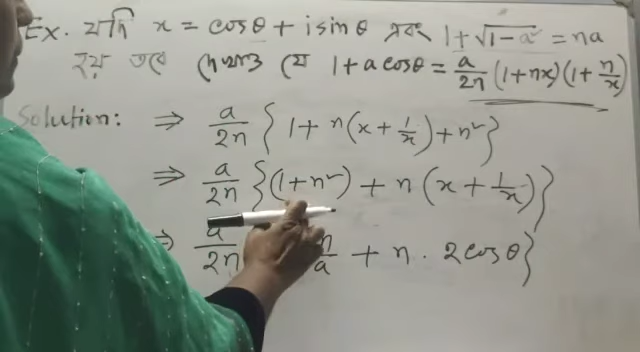 Ex. যদি x = cosθ + i sinθ এবং 1 + √(1-a²) = na
হয় তবে দেখাও যে 1 + a cosθ = a/2n (1+nx)(1+n/x)
Solution: ⇒ a/2n {1 + n(x + 1/x) + n²}
⇒ a/2n {(1+n²) + n(x + 1/x)}
⇒ a/2n n/a + n · 2cosθ}